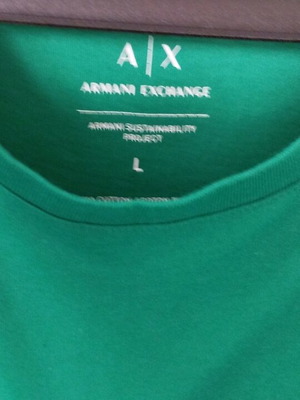 A|X
ARMANI EXCHANGE
ARMANI SUSTAINABILITY
PROJECT
L